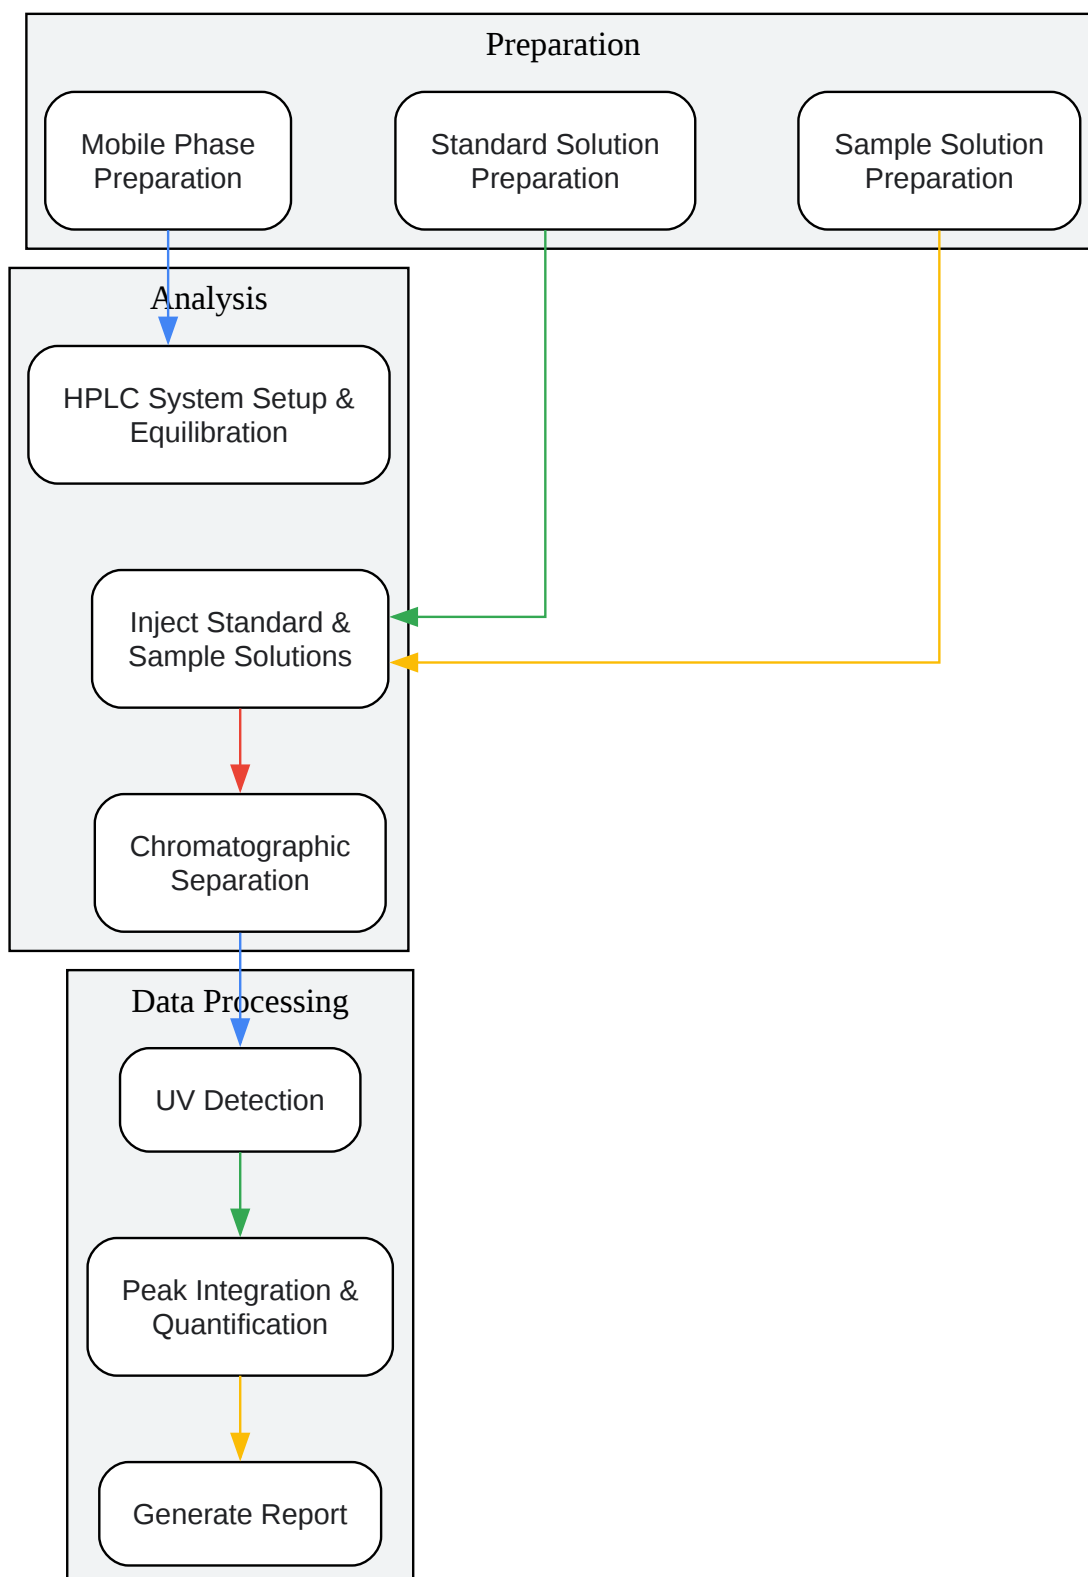 Preparation
Mobile Phase
Preparation
Standard Solution
Preparation
Sample Solution
Preparation
Analysis
HPLC System Setup &
Equilibration
Inject Standard &
Sample Solutions
Chromatographic
Separation
Data Processing
UV Detection
Peak Integration &
Quantification
Generate Report